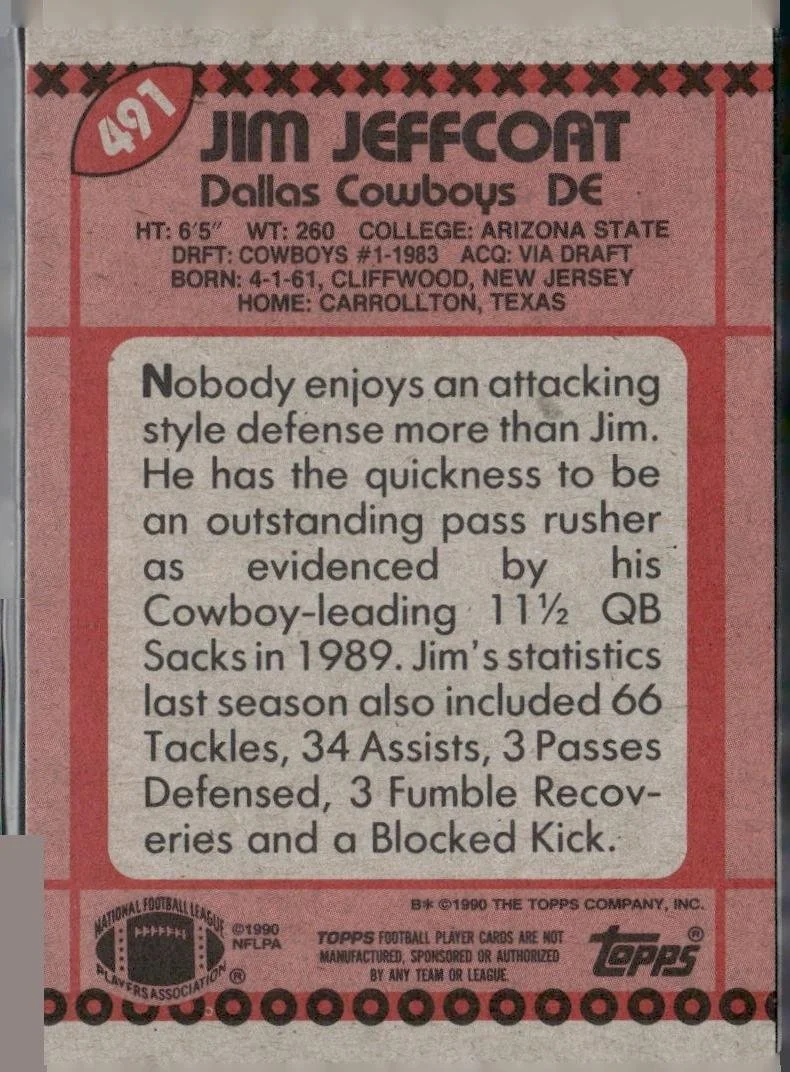 491
JIM JEFFCOAT
Dallas Cowboys DE
HT: 6'5" WT: 260 COLLEGE: ARIZONA STATE
DRFT: COWBOYS #1-1983 ACQ: VIA DRAFT
BORN: 4-1-61, CLIFFWOOD, NEW JERSEY
HOME: CARROLLTON, TEXAS
Nobody enjoys an attacking
style defense more than Jim.
He has the quickness to be
an outstanding pass rusher
as evidenced by his
Cowboy-leading 11½ QB
Sacks in 1989. Jim's statistics
last season also included 66
Tackles, 34 Assists, 3 Passes
Defensed, 3 Fumble Recov-
eries and a Blocked Kick.
B* ©1990 THE TOPPS COMPANY, INC.
NATIONAL FOOTBALL LEAGUE
PLAYERS ASSOCIATION ®
©1990
NFLPA
TOPPS FOOTBALL PLAYER CARDS ARE NOT
MANUFACTURED, SPONSORED OR AUTHORIZED
BY ANY TEAM OR LEAGUE.
topps®